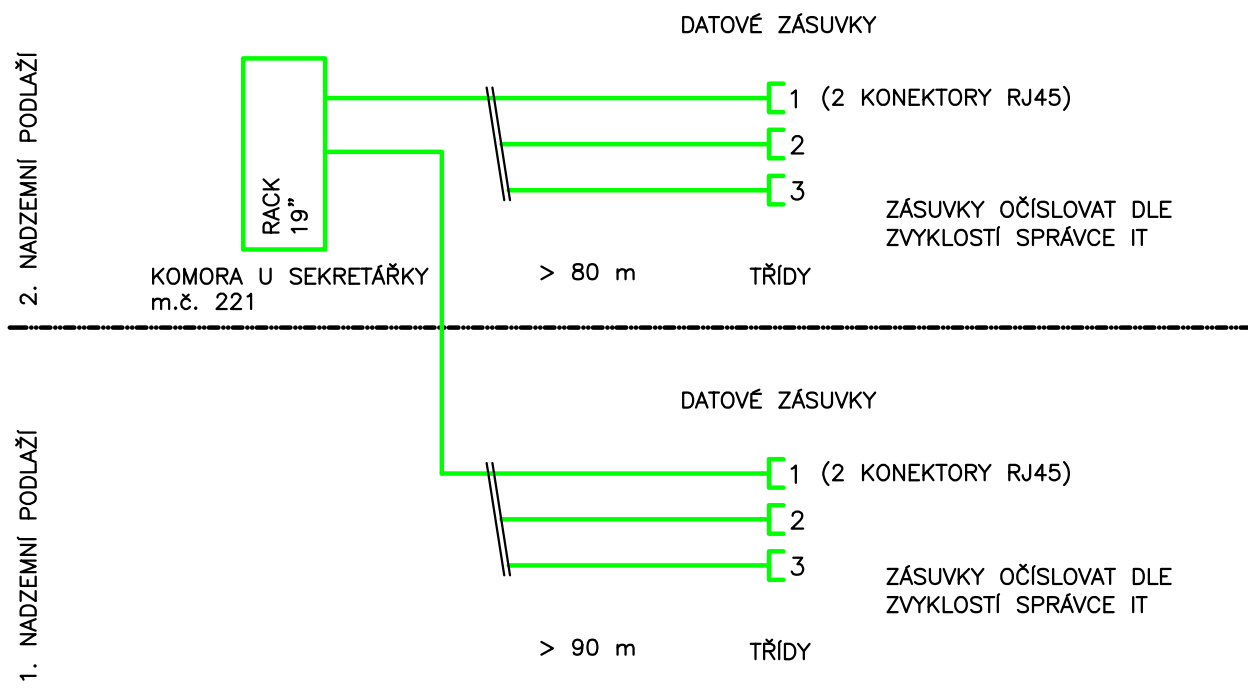 2. NADZEMNÍ PODLAŽÍ
DATOVÉ ZÁSUVKY
1 (2 KONEKTORY RJ45)
2
3
RACK
19”
ZÁSUVKY OČÍSLOVAT DLE
ZVYKLOSTÍ SPRÁVCE IT
KOMORA U SEKRETÁŘKY
m.č. 221
> 80 m
TŘÍDY
1. NADZEMNÍ PODLAŽÍ
DATOVÉ ZÁSUVKY
1 (2 KONEKTORY RJ45)
2
3
ZÁSUVKY OČÍSLOVAT DLE
ZVYKLOSTÍ SPRÁVCE IT
> 90 m
TŘÍDY